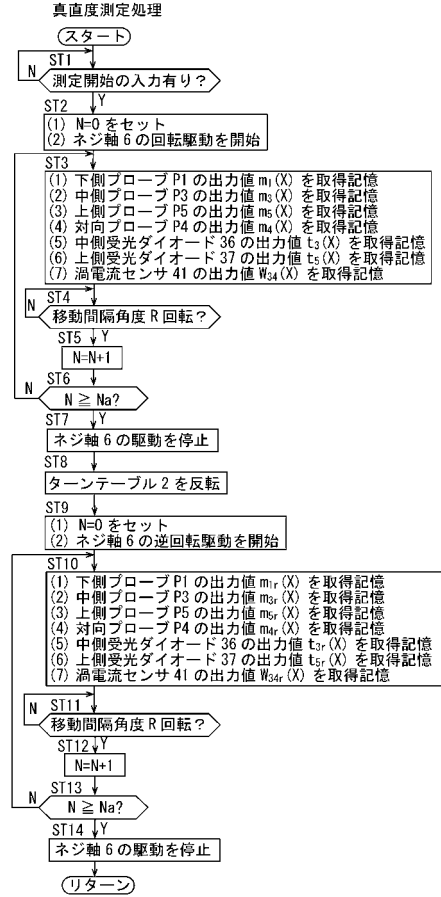 真直度測定処理
スタート
ST1
N
測定開始の入力有り?
Y
ST2
(1) N=0 をセット
(2) ネジ軸 6 の回転駆動を開始
ST3
(1) 下側プローブ P1 の出力値 m₁(X) を取得記憶
(2) 中側プローブ P3 の出力値 m₃(X) を取得記憶
(3) 上側プローブ P5 の出力値 m₅(X) を取得記憶
(4) 対向プローブ P4 の出力値 m₄(X) を取得記憶
(5) 中側受光ダイオード 36 の出力値 t₃(X) を取得記憶
(6) 上側受光ダイオード 37 の出力値 t₅(X) を取得記憶
(7) 渦電流センサ 41 の出力値 W₃₄(X) を取得記憶
ST4
N
移動間隔角度 R 回転?
ST5 Y
N=N+1
ST6
N
N ≧ Na?
ST7 Y
ネジ軸 6 の駆動を停止
ST8
ターンテーブル 2 を反転
ST9
(1) N=0 をセット
(2) ネジ軸 6 の逆回転駆動を開始
ST10
(1) 下側プローブ P1 の出力値 m₁ᵣ(X) を取得記憶
(2) 中側プローブ P3 の出力値 m₃ᵣ(X) を取得記憶
(3) 上側プローブ P5 の出力値 m₅ᵣ(X) を取得記憶
(4) 対向プローブ P4 の出力値 m₄ᵣ(X) を取得記憶
(5) 中側受光ダイオード 36 の出力値 t₃ᵣ(X) を取得記憶
(6) 上側受光ダイオード 37 の出力値 t₅ᵣ(X) を取得記憶
(7) 渦電流センサ 41 の出力値 W₃₄ᵣ(X) を取得記憶
ST11
N
移動間隔角度 R 回転?
ST12 Y
N=N+1
ST13
N
N ≧ Na?
ST14 Y
ネジ軸 6 の駆動を停止
リターン